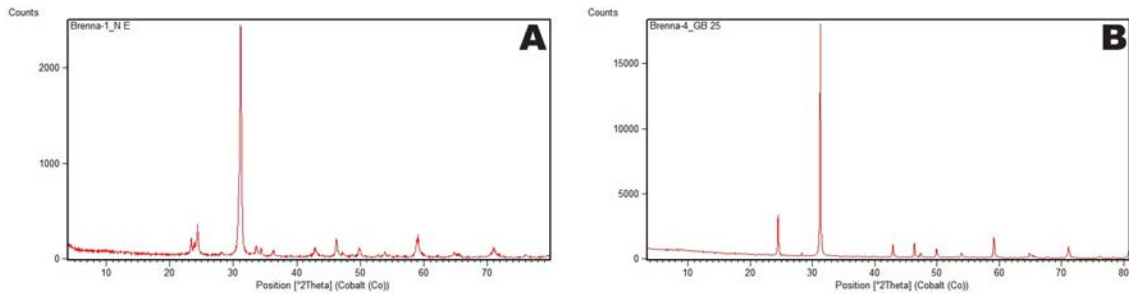 Counts
Brenna-1_N E
A
2000
1000
0
10 20 30 40 50 60 70
Position [°2Theta] (Cobalt (Co))
Counts
Brenna-4_GB 25
B
15000
10000
5000
0
10 20 30 40 50 60 70 80
Position [°2Theta] (Cobalt (Co))